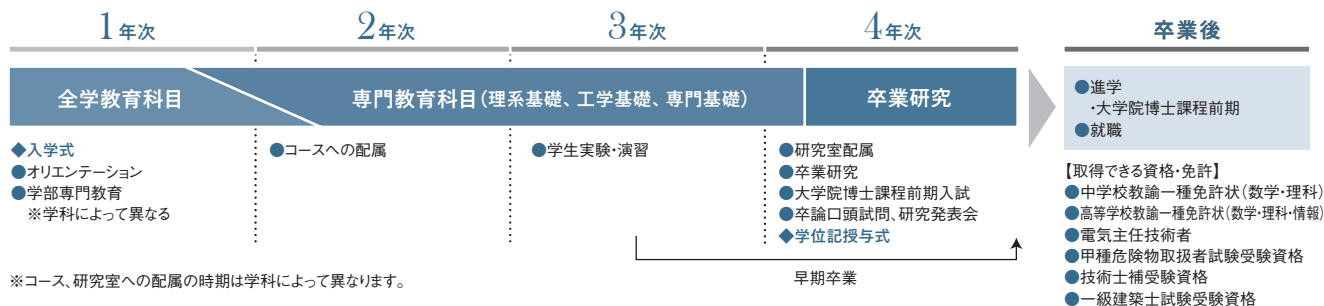 1年次
2年次
3年次
4年次
卒業後
全学教育科目
専門教育科目(理系基礎、工学基礎、専門基礎)
卒業研究
◆入学式
●オリエンテーション
●学部専門教育
※学科によって異なる
●コースへの配属
●学生実験・演習
●研究室配属
●卒業研究
●大学院博士課程前期入試
●卒論口頭試問、研究発表会
◆学位記授与式
早期卒業
●進学
・大学院博士課程前期
●就職
【取得できる資格・免許】
●中学校教諭一種免許状(数学・理科)
●高等学校教諭一種免許状(数学・理科・情報)
●電気主任技術者
●甲種危険物取扱者試験受験資格
●技術士補受験資格
●一級建築士試験受験資格
※コース、研究室への配属の時期は学科によって異なります。